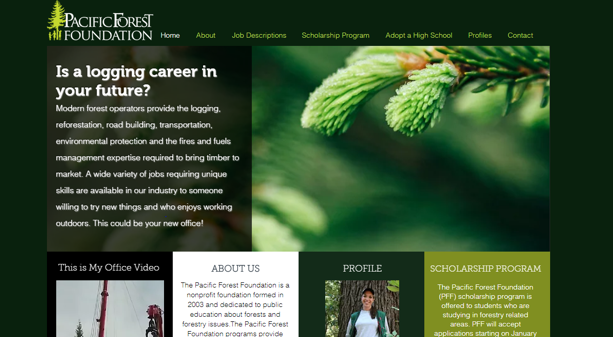 PACIFIC FOREST
FOUNDATION
Home About Job Descriptions Scholarship Program Adopt a High School Profiles Contact
Is a logging career in
your future?
Modern forest operators provide the logging,
reforestation, road building, transportation,
environmental protection and the fires and fuels
management expertise required to bring timber to
market. A wide variety of jobs requiring unique
skills are available in our industry to someone
willing to try new things and who enjoys working
outdoors. This could be your new office!
This is My Office Video
ABOUT US
The Pacific Forest Foundation is a
nonprofit foundation formed in
2003 and dedicated to public
education about forests and
forestry issues.The Pacific Forest
Foundation programs provide
PROFILE
SCHOLARSHIP PROGRAM
The Pacific Forest Foundation
(PFF) scholarship program is
offered to students who are
studying in forestry related
areas. PFF will accept
applications starting on January